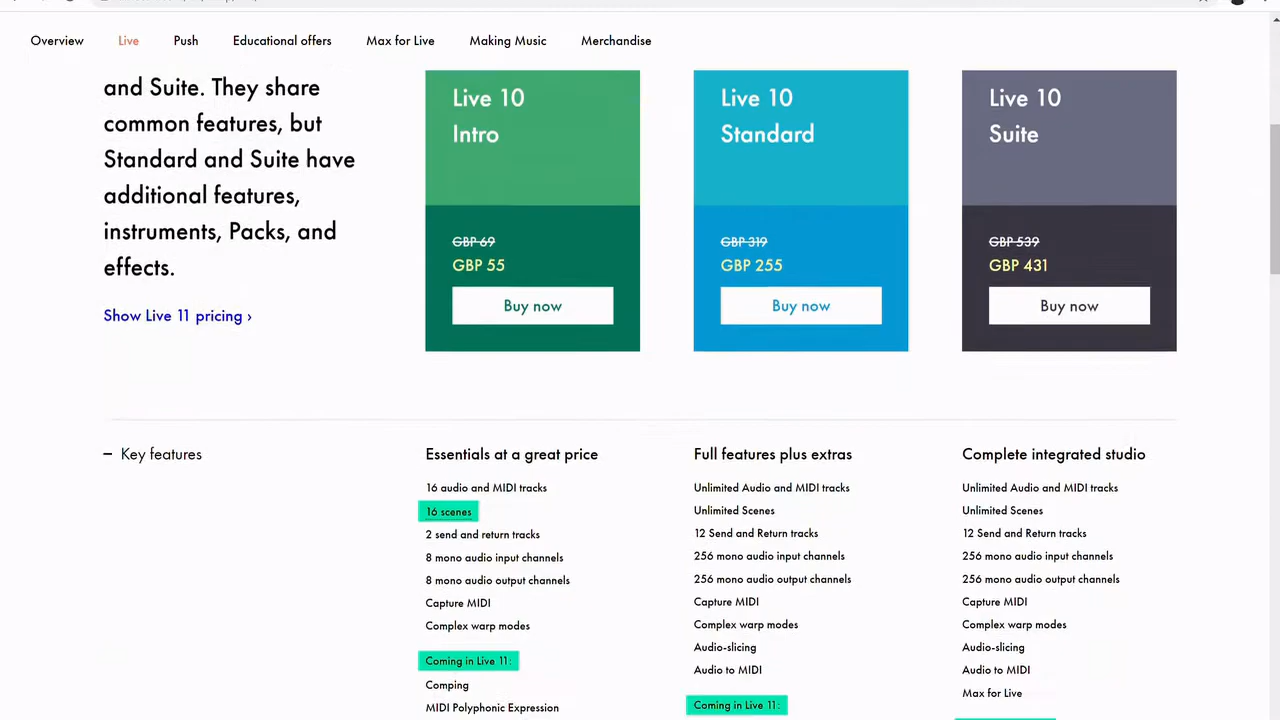 Overview Live Push Educational offers Max for Live Making Music Merchandise
and Suite. They share
common features, but
Standard and Suite have
additional features,
instruments, Packs, and
effects.
Show Live 11 pricing ›
Live 10
Intro
GBP 69
GBP 55
Buy now
Live 10
Standard
GBP 319
GBP 255
Buy now
Live 10
Suite
GBP 539
GBP 431
Buy now
– Key features
Essentials at a great price
16 audio and MIDI tracks
16 scenes
2 send and return tracks
8 mono audio input channels
8 mono audio output channels
Capture MIDI
Complex warp modes
Coming in Live 11:
Comping
MIDI Polyphonic Expression
Full features plus extras
Unlimited Audio and MIDI tracks
Unlimited Scenes
12 Send and Return tracks
256 mono audio input channels
256 mono audio output channels
Capture MIDI
Complex warp modes
Audio-slicing
Audio to MIDI
Coming in Live 11:
Complete integrated studio
Unlimited Audio and MIDI tracks
Unlimited Scenes
12 Send and Return tracks
256 mono audio input channels
256 mono audio output channels
Capture MIDI
Complex warp modes
Audio-slicing
Audio to MIDI
Max for Live